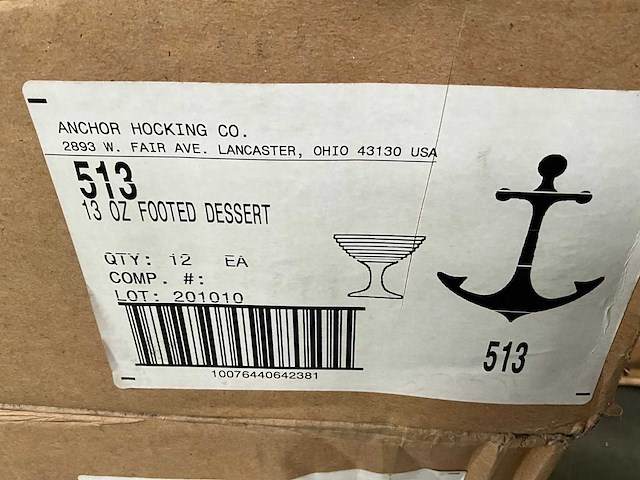 ANCHOR HOCKING CO.
2893 W. FAIR AVE. LANCASTER, OHIO 43130 USA
513
13 OZ FOOTED DESSERT
QTY: 12 EA
COMP. #:
LOT: 201010
10076440642381
513